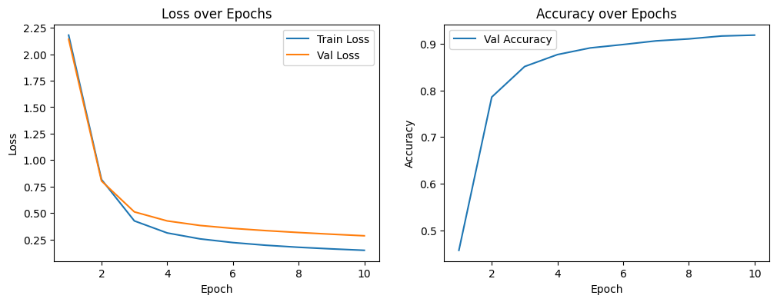 Loss over Epochs
2.25
2.00
1.75
1.50
1.25
1.00
0.75
0.50
0.25
Loss
Train Loss
Val Loss
2 4 6 8 10
Epoch
Accuracy over Epochs
0.9
0.8
0.7
0.6
0.5
Accuracy
Val Accuracy
2 4 6 8 10
Epoch